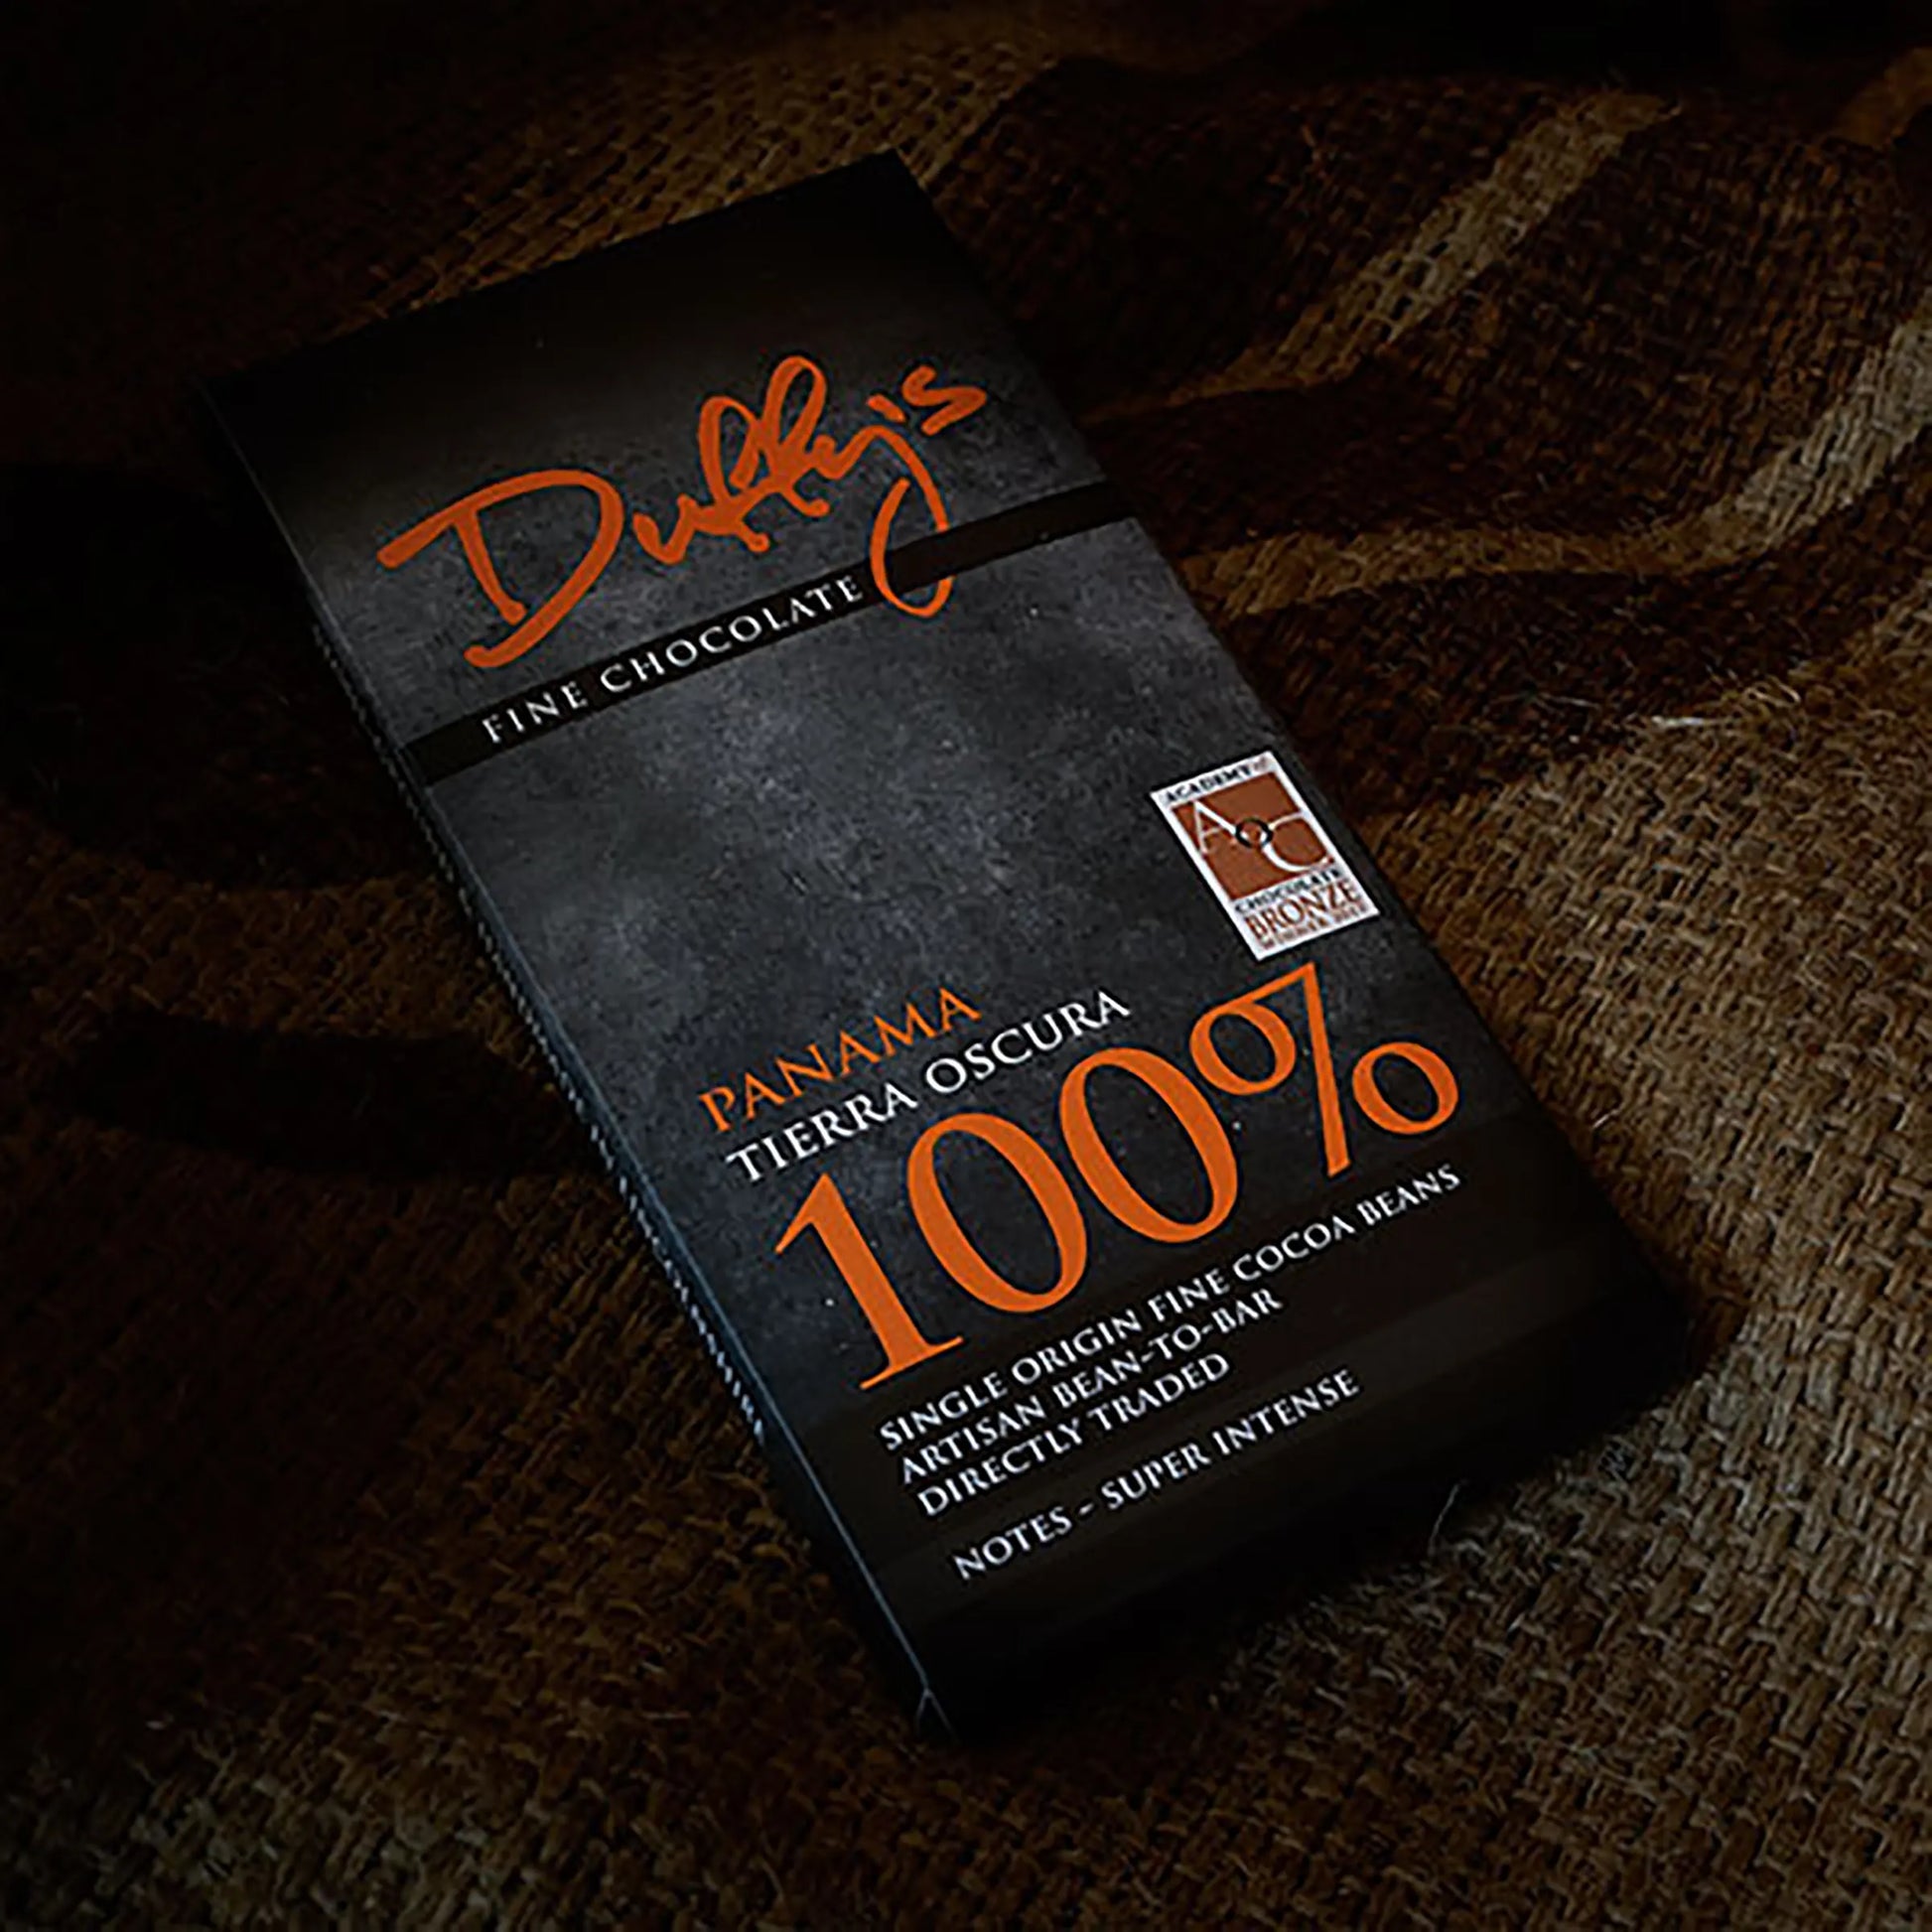 Duffy's
FINE CHOCOLATE
ACADEMY of
AoC
CHOCOLATE
BRONZE
PANAMA
TIERRA OSCURA
100%
SINGLE ORIGIN FINE COCOA BEANS
ARTISAN BEAN-TO-BAR
DIRECTLY TRADED
NOTES - SUPER INTENSE